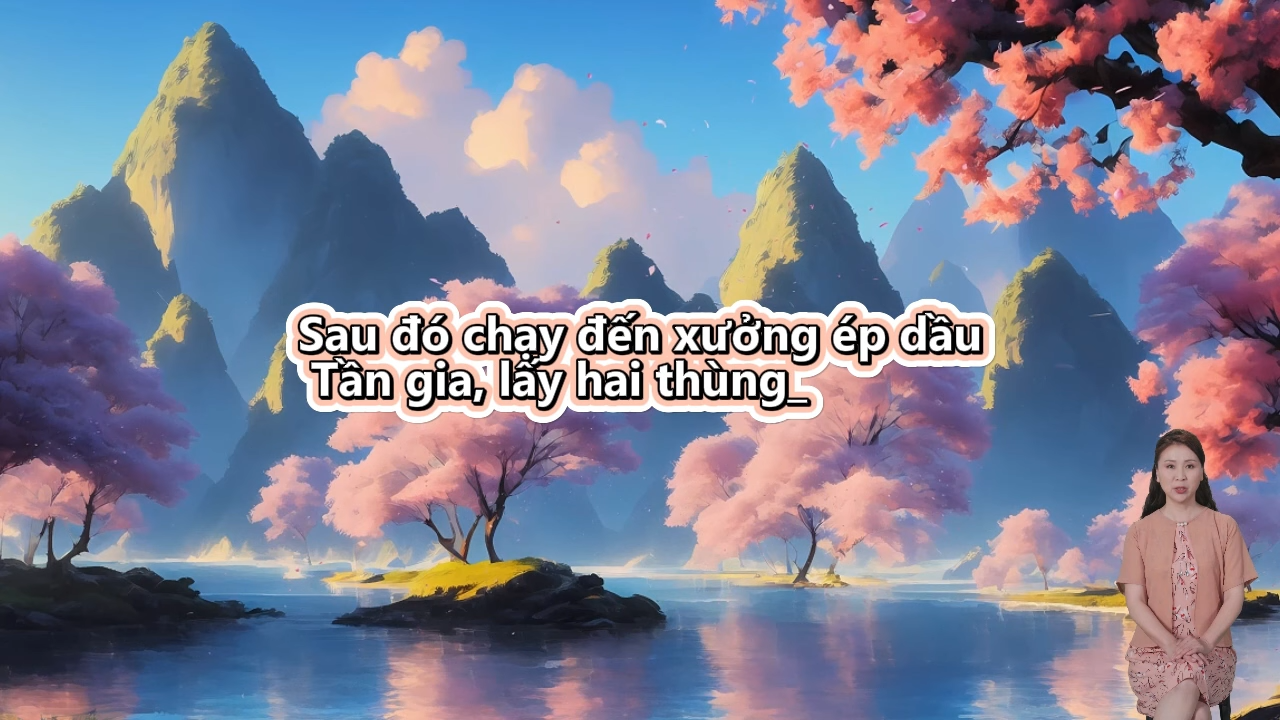 Sau đó chạy đến xưởng ép dầu
Tần gia, lấy hai thùng_